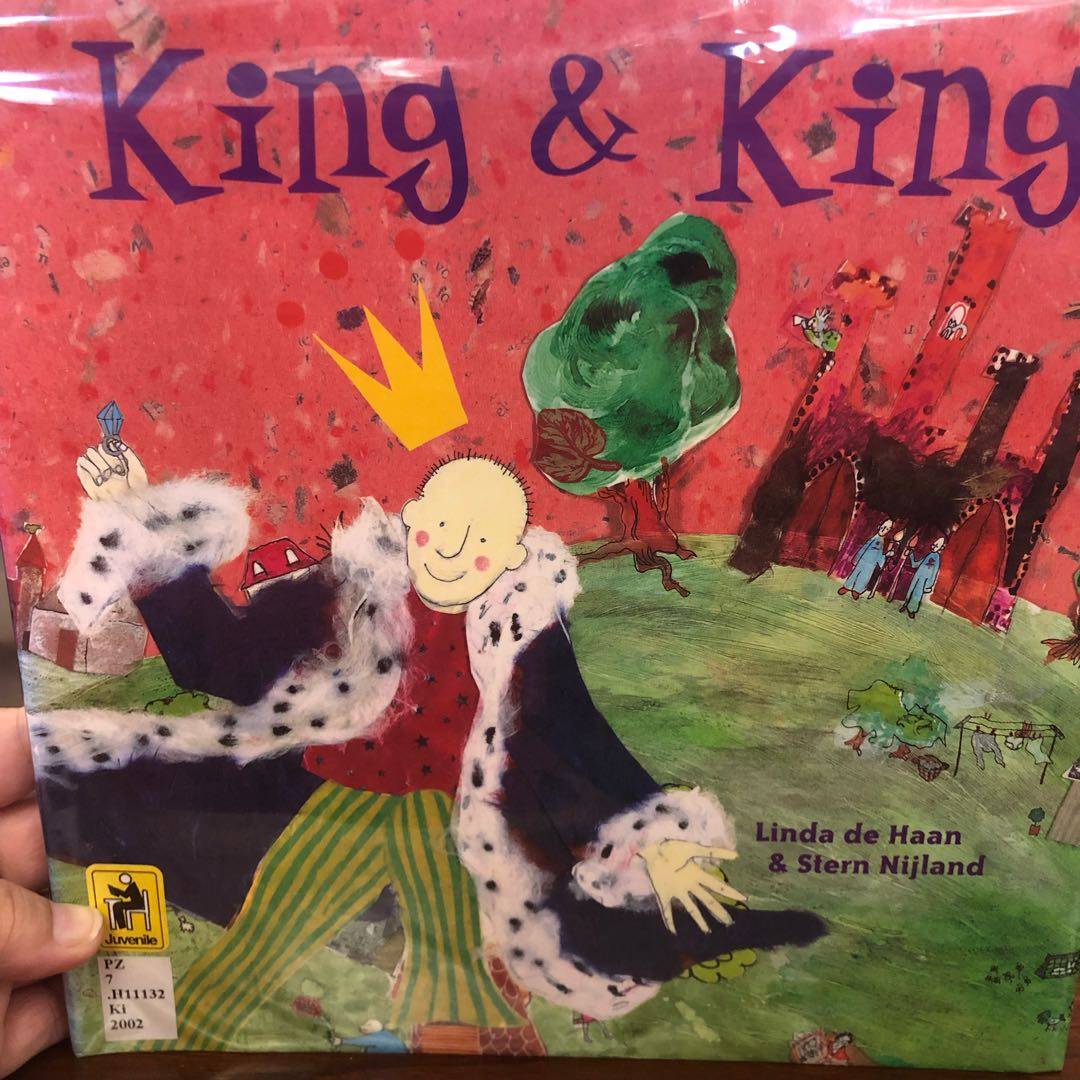 King & King
Linda de Haan
& Stern Nijland
Juvenile
PZ
7
.H11132
Ki
2002